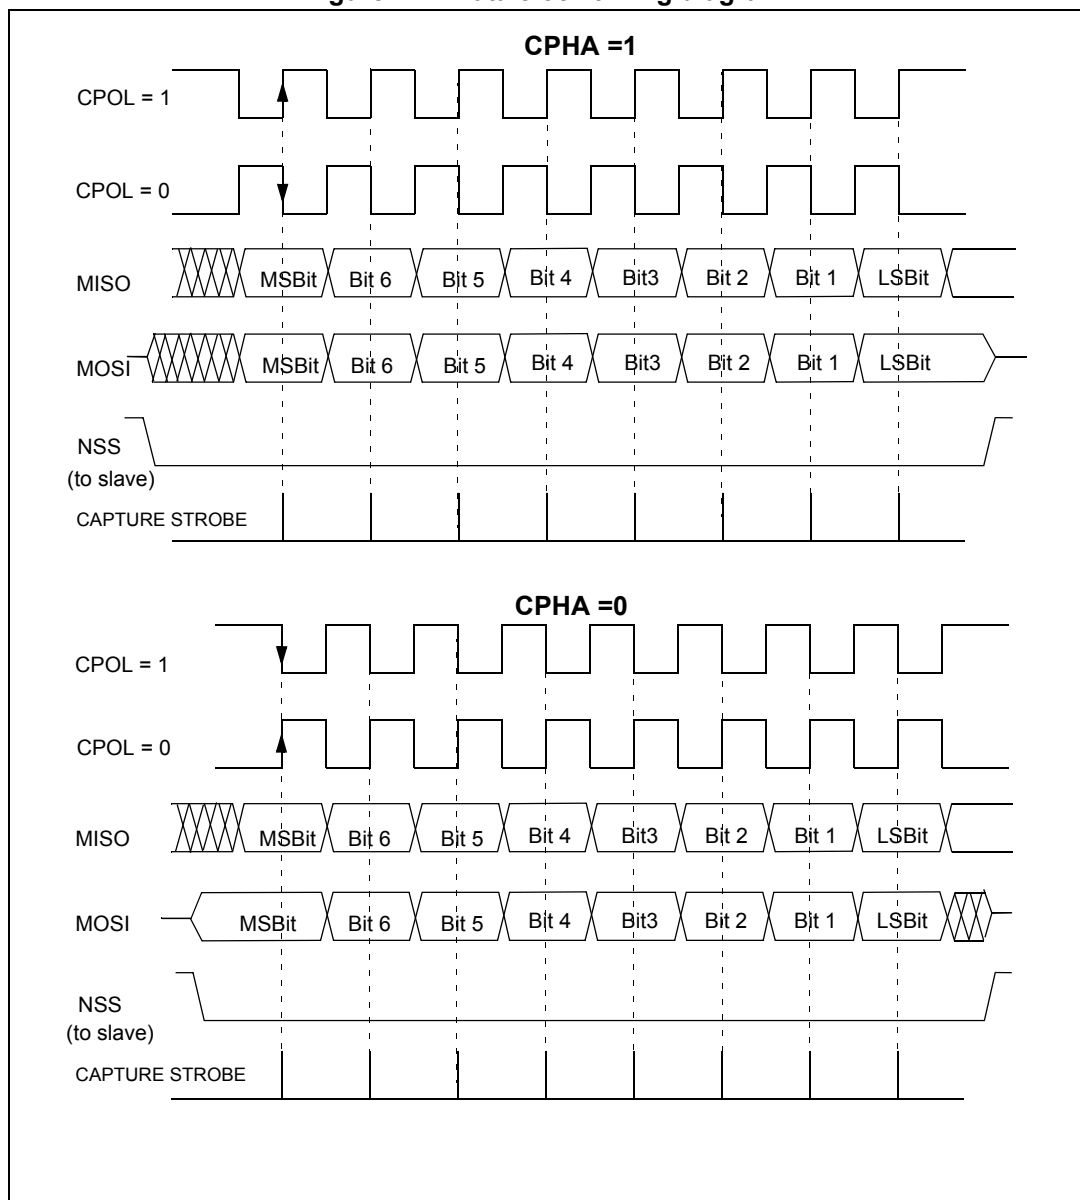 CPHA =1
CPOL = 1
CPOL = 0
MISO
MSBit Bit 6 Bit 5 Bit 4 Bit3 Bit 2 Bit 1 LSBit
MOSI
MSBit Bit 6 Bit 5 Bit 4 Bit3 Bit 2 Bit 1 LSBit
NSS
(to slave)
CAPTURE STROBE
CPHA =0
CPOL = 1
CPOL = 0
MISO
MSBit Bit 6 Bit 5 Bit 4 Bit3 Bit 2 Bit 1 LSBit
MOSI
MSBit Bit 6 Bit 5 Bit 4 Bit3 Bit 2 Bit 1 LSBit
NSS
(to slave)
CAPTURE STROBE